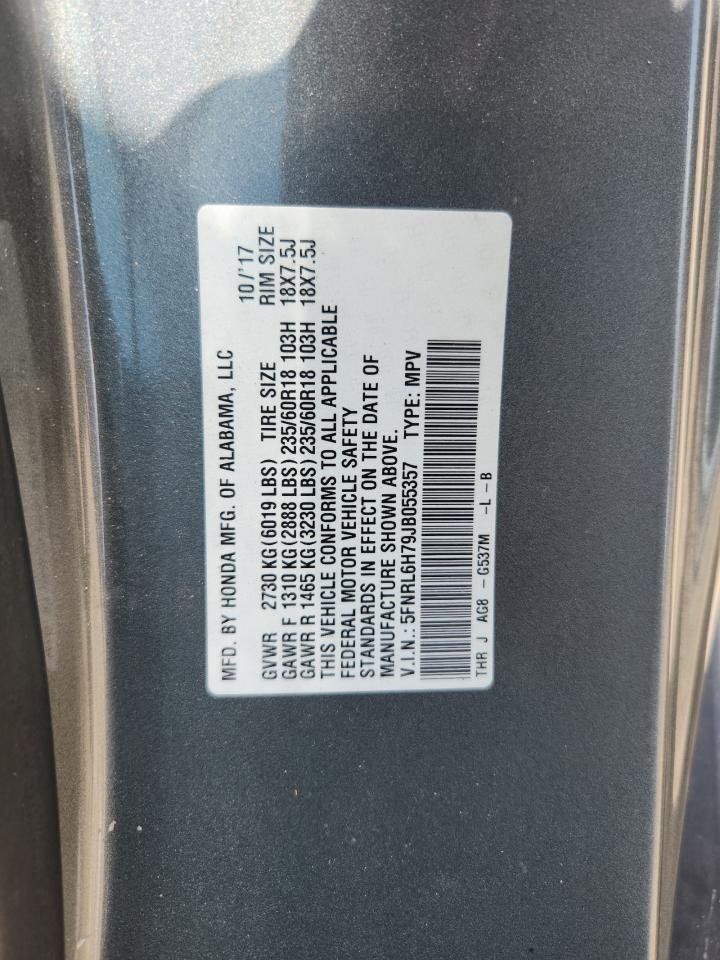 MFD. BY HONDA MFG. OF ALABAMA, LLC 10/'17
GVWR 2730 KG(6019 LBS) TIRE SIZE RIM SIZE
GAWR F 1310 KG(2888 LBS)235/60R18 103H 18X7.5J
GAWR R 1465 KG(3230 LBS)235/60R18 103H 18X7.5J
THIS VEHICLE CONFORMS TO ALL APPLICABLE
FEDERAL MOTOR VEHICLE SAFETY
STANDARDS IN EFFECT ON THE DATE OF
MANUFACTURE SHOWN ABOVE.
V.I.N.: 5FNRL6H79JB055357 TYPE: MPV
THR J AG8 - G537M -L-B